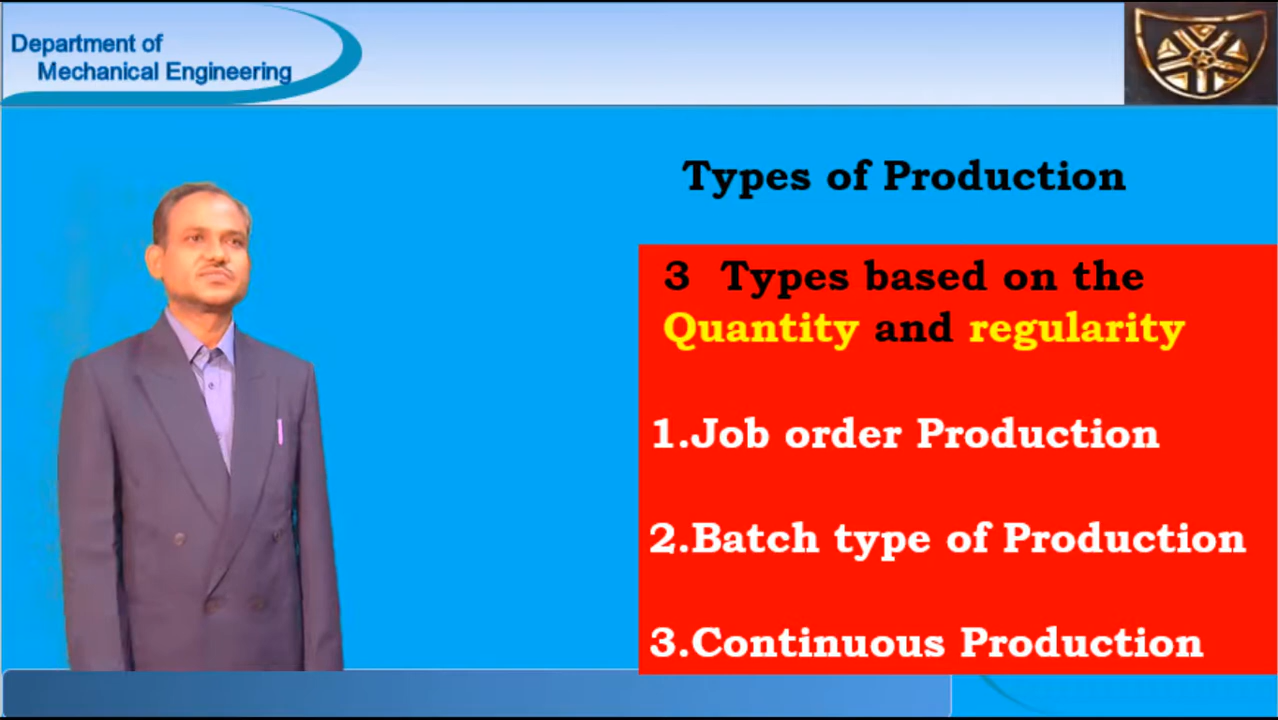 Department of
Mechanical Engineering
Types of Production
3 Types based on the
Quantity and regularity
1.Job order Production
2.Batch type of Production
3.Continuous Production